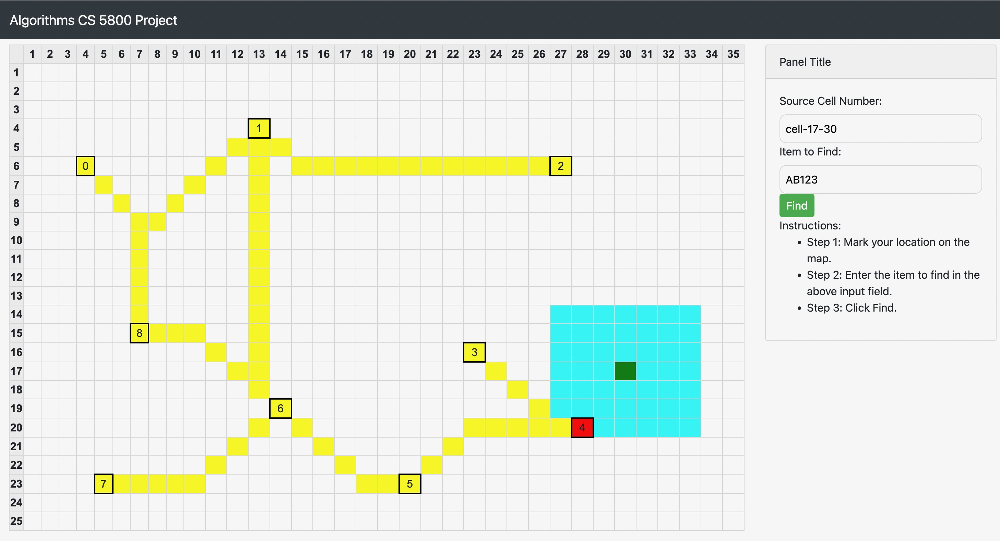 Algorithms CS 5800 Project
1 2 3 4 5 6 7 8 9 10 11 12 13 14 15 16 17 18 19 20 21 22 23 24 25 26 27 28 29 30 31 32 33 34 35
1
2
3
4 1
5
6 0 2
7
8
9
10
11
12
13
14
15 8
16 3
17
18
19 6
20 4
21
22
23 7 5
24
25
Panel Title
Source Cell Number:
cell-17-30
Item to Find:
AB123
Find
Instructions:
• Step 1: Mark your location on the
map.
• Step 2: Enter the item to find in the
above input field.
• Step 3: Click Find.